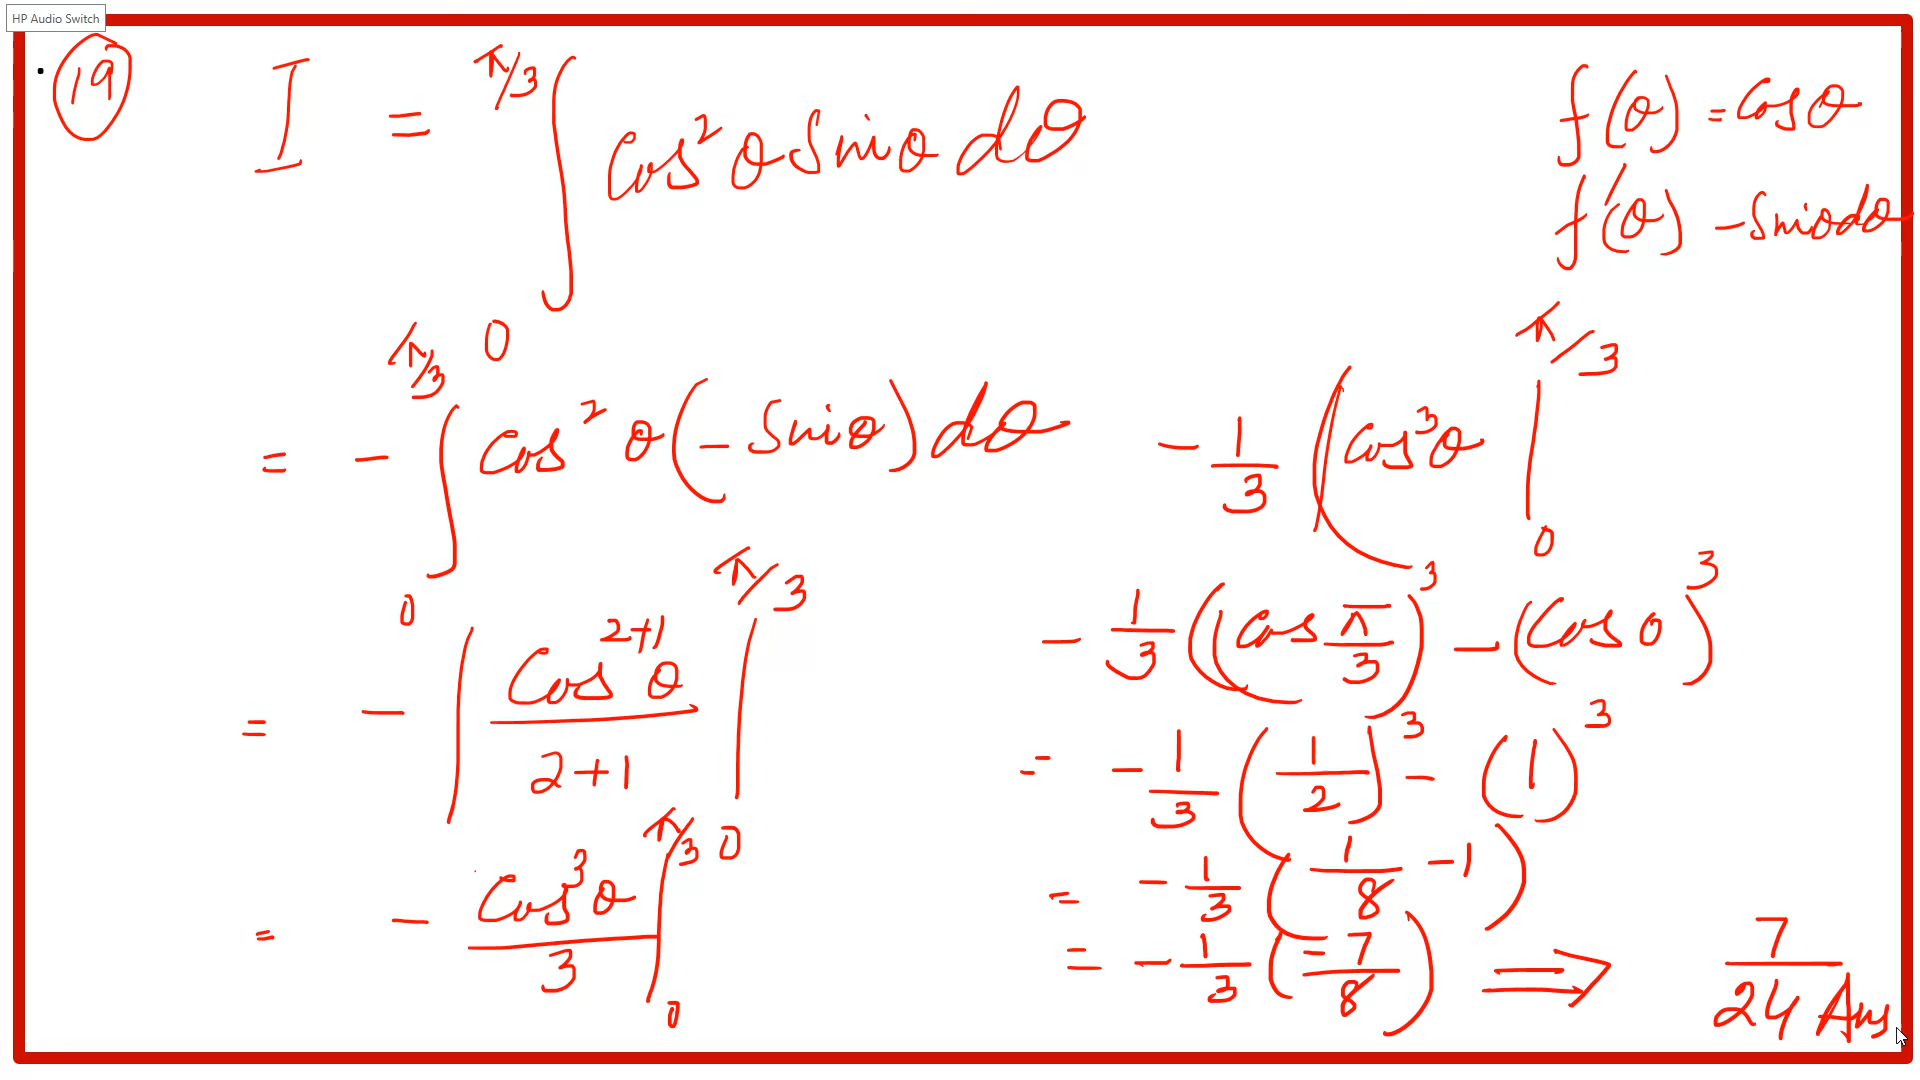 HP Audio Switch
(19) I = ∫_0^{π/3} cos²θ sinθ dθ
f(θ) = cosθ
f'(θ) - sinθdθ
= - ∫_0^{π/3} cos²θ (-sinθ) dθ
= - | cos^{2+1}θ / 2+1 |_0^{π/3}
= - cos³θ / 3 |_0^{π/3}
- 1/3 ( cos³θ |_0^{π/3}
- 1/3 ((cos π/3)³ - (cos 0)³
= - 1/3 (1/2)³ - (1)³
= - 1/3 (1/8 - 1)
= - 1/3 (-7/8) ⟹ 7/24 Ans